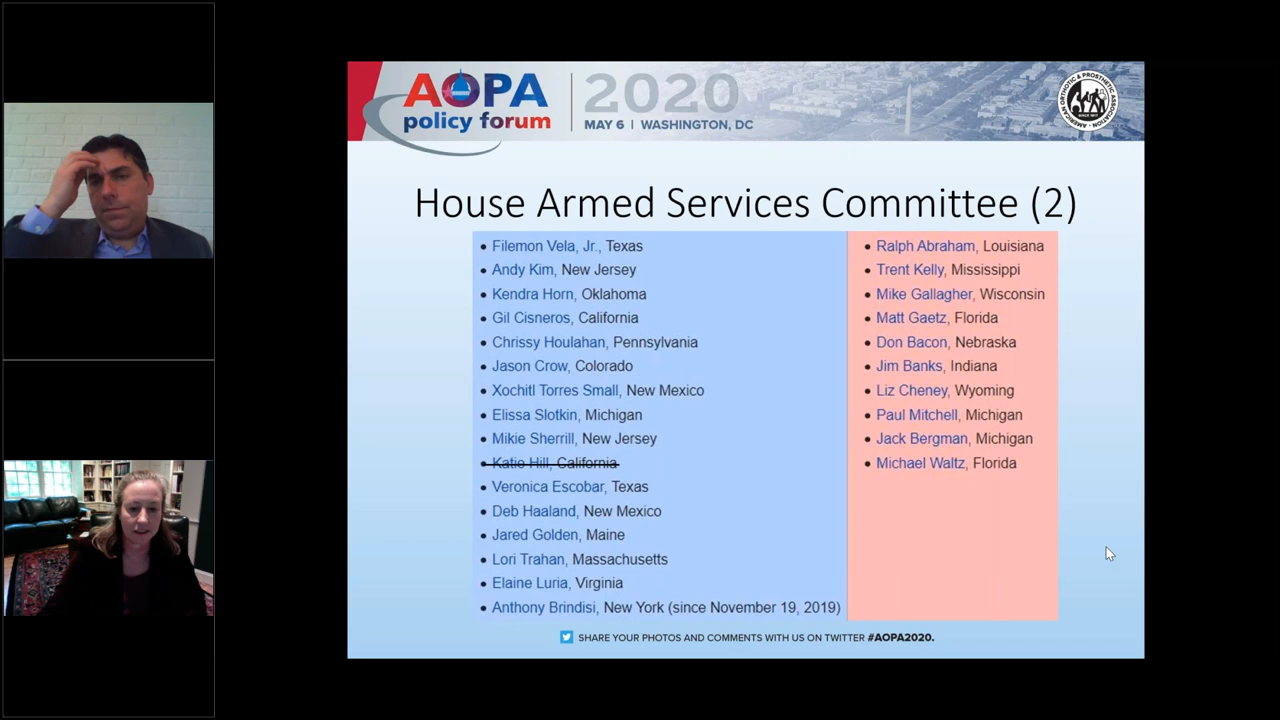 AOPA
policy forum
2020
MAY 6 | WASHINGTON, DC
AMERICAN ORTHOTIC & PROSTHETIC ASSOCIATION
House Armed Services Committee (2)
• Filemon Vela, Jr., Texas
• Andy Kim, New Jersey
• Kendra Horn, Oklahoma
• Gil Cisneros, California
• Chrissy Houlahan, Pennsylvania
• Jason Crow, Colorado
• Xochitl Torres Small, New Mexico
• Elissa Slotkin, Michigan
• Mikie Sherrill, New Jersey
• Katie Hill, California
• Veronica Escobar, Texas
• Deb Haaland, New Mexico
• Jared Golden, Maine
• Lori Trahan, Massachusetts
• Elaine Luria, Virginia
• Anthony Brindisi, New York (since November 19, 2019)
• Ralph Abraham, Louisiana
• Trent Kelly, Mississippi
• Mike Gallagher, Wisconsin
• Matt Gaetz, Florida
• Don Bacon, Nebraska
• Jim Banks, Indiana
• Liz Cheney, Wyoming
• Paul Mitchell, Michigan
• Jack Bergman, Michigan
• Michael Waltz, Florida
SHARE YOUR PHOTOS AND COMMENTS WITH US ON TWITTER #AOPA2020.